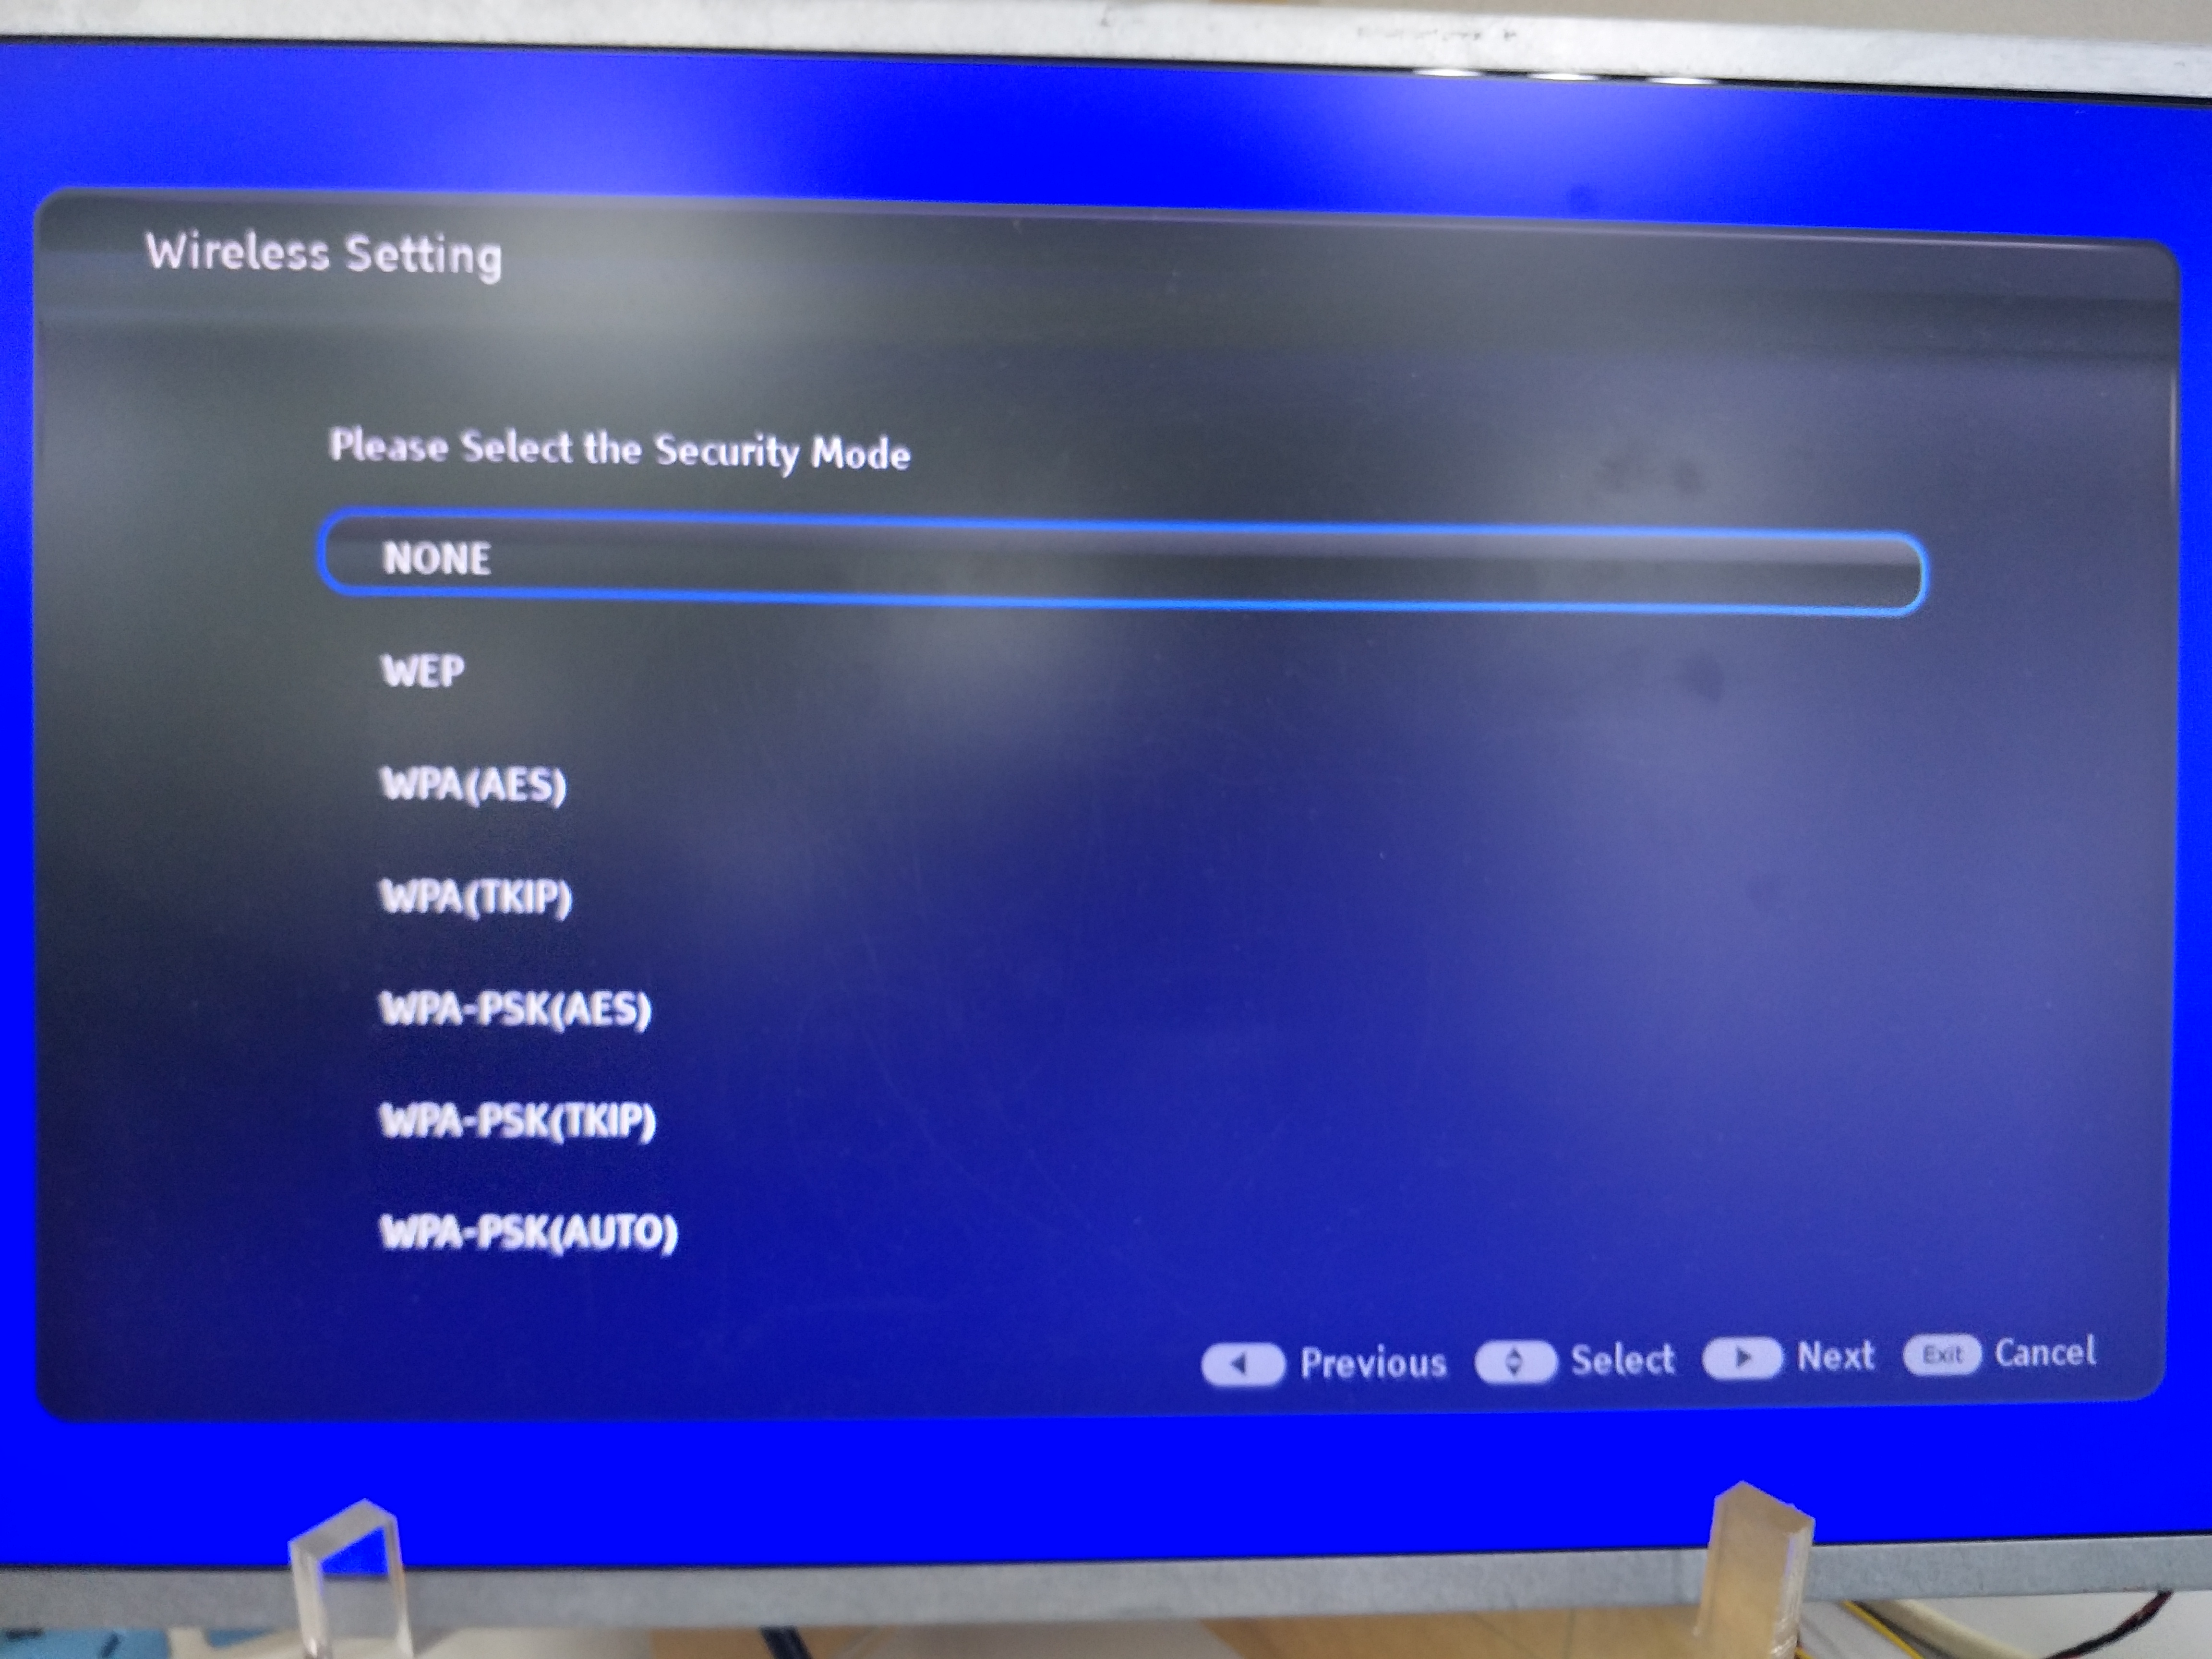 Wireless Setting
Please Select the Security Mode
NONE
WEP
WPA(AES)
WPA(TKIP)
WPA-PSK(AES)
WPA-PSK(TKIP)
WPA-PSK(AUTO)
Previous Select Next Exit Cancel